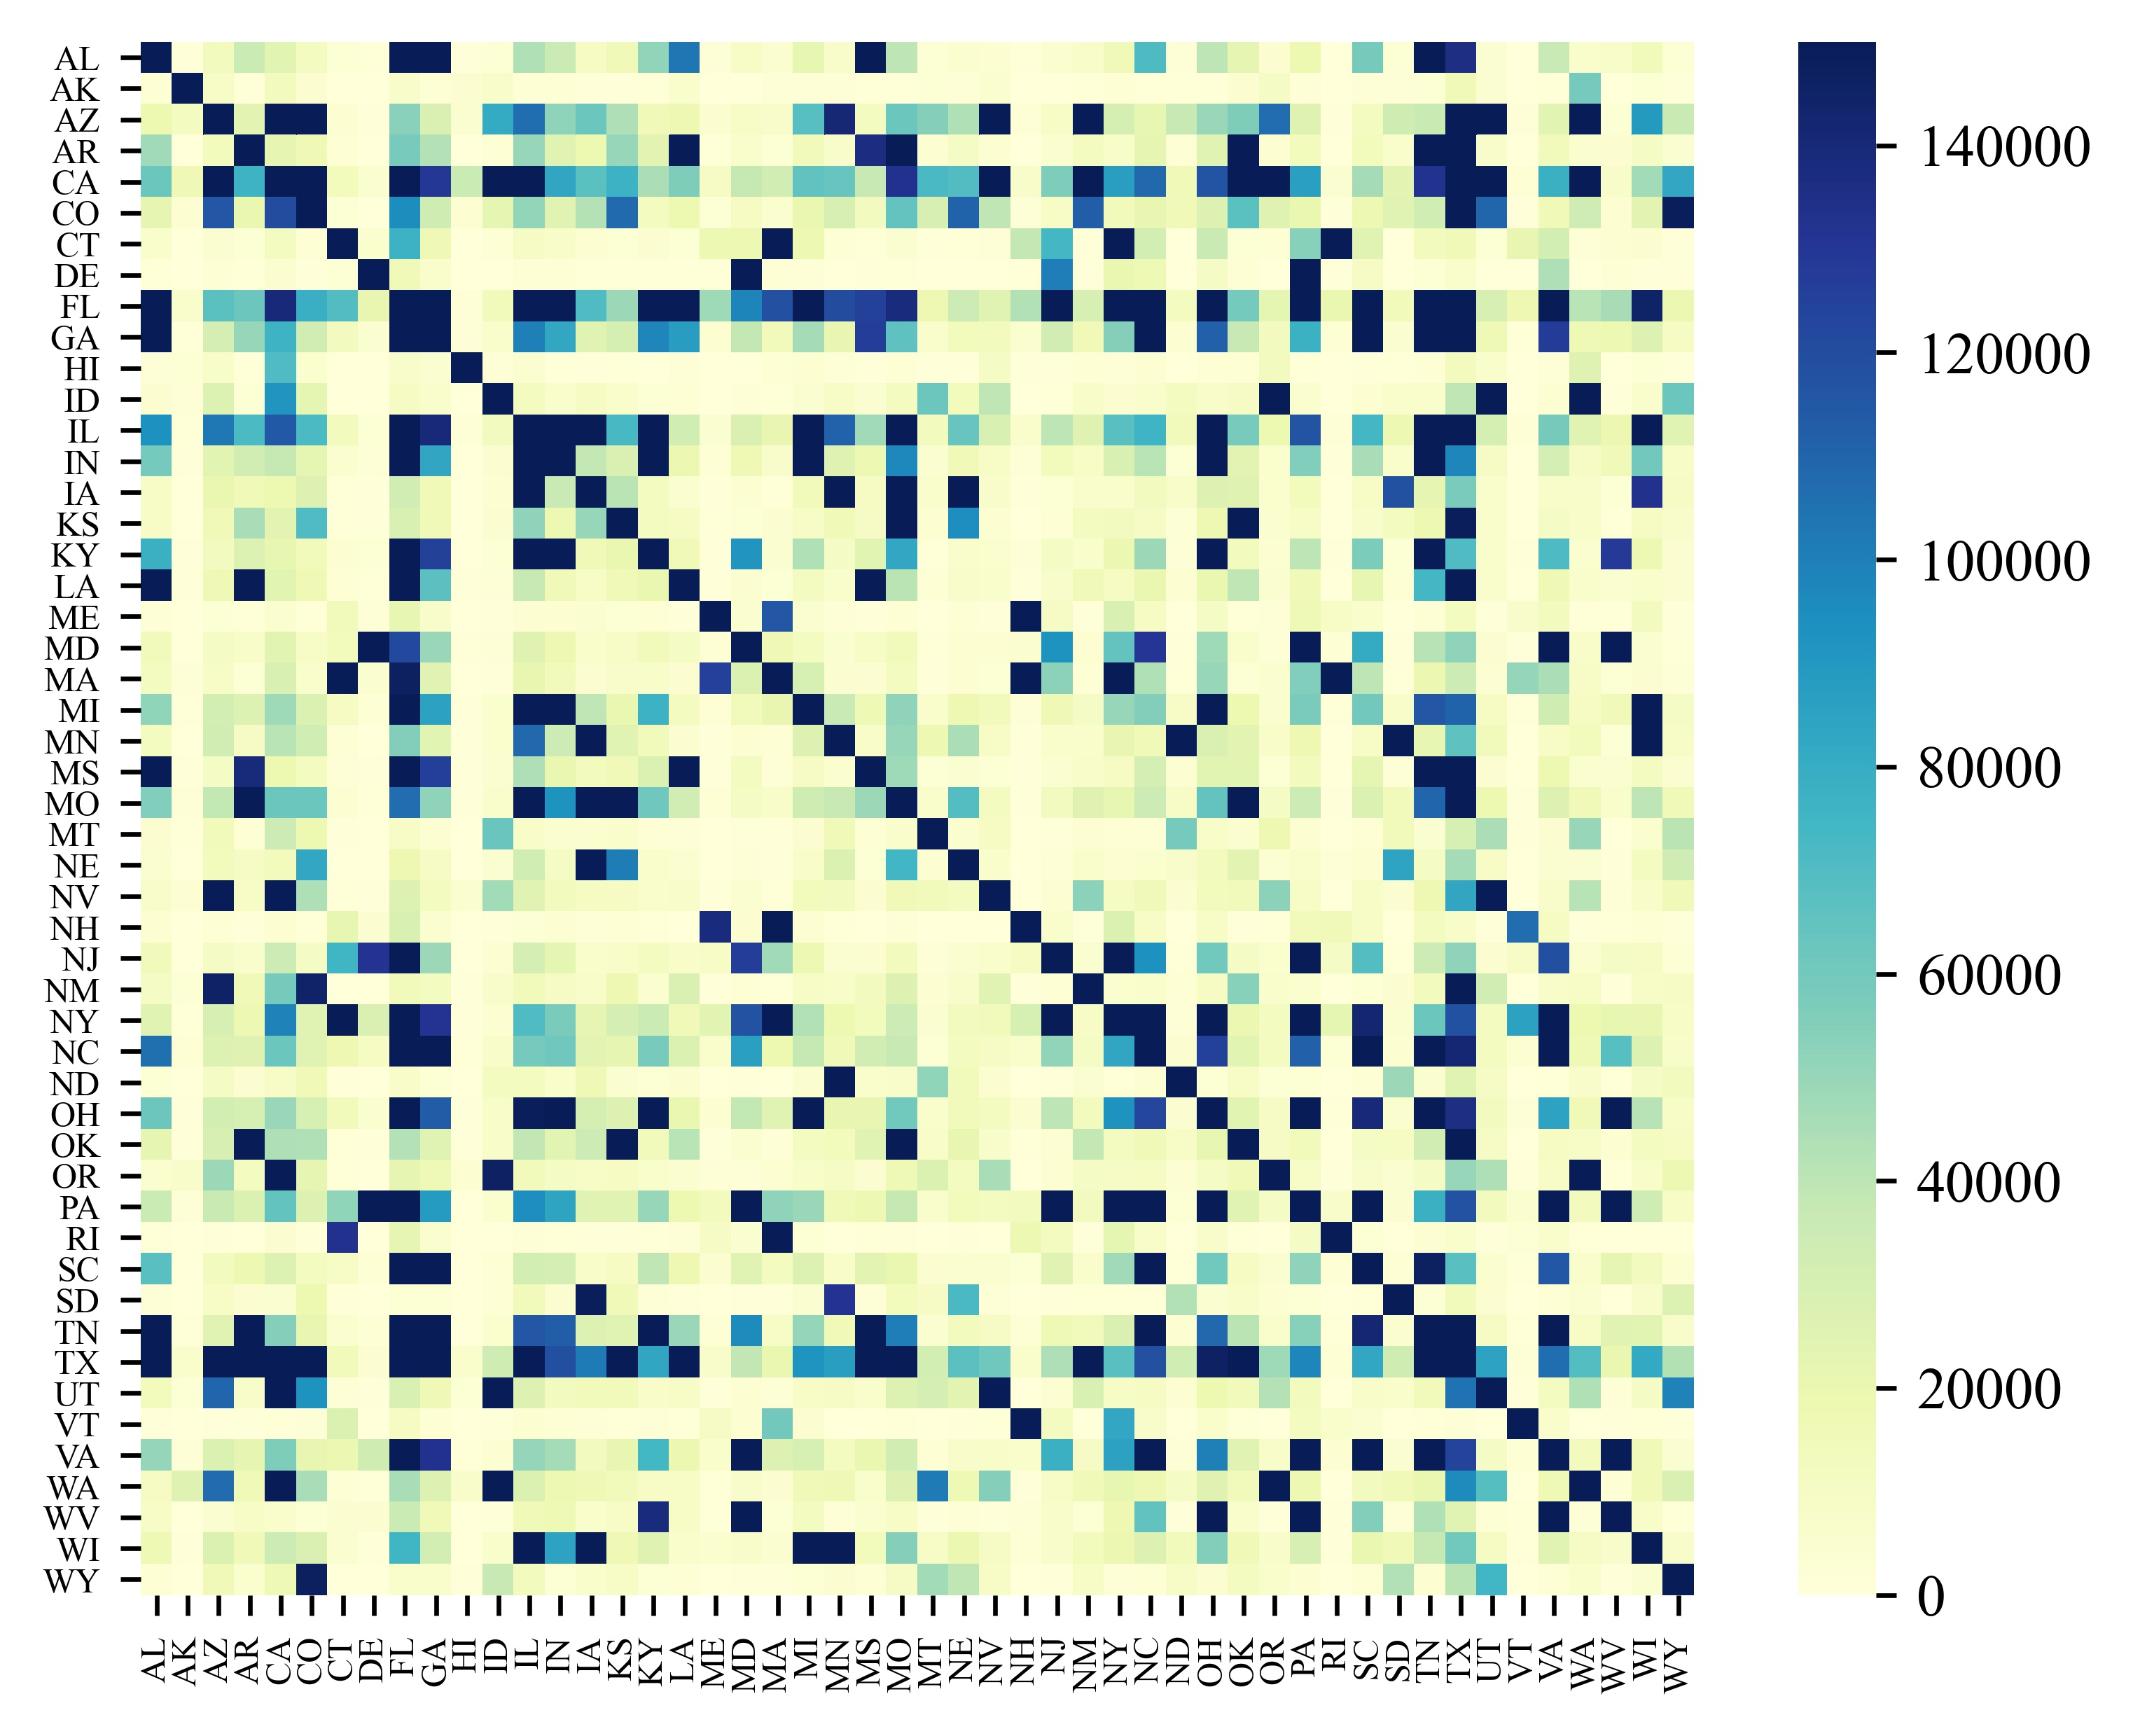 AL
AK
AZ
AR
CA
CO
CT
DE
FL
GA
HI
ID
IL
IN
IA
KS
KY
LA
ME
MD
MA
MI
MN
MS
MO
MT
NE
NV
NH
NJ
NM
NY
NC
ND
OH
OK
OR
PA
RI
SC
SD
TN
TX
UT
VT
VA
WA
WV
WI
WY
AL AK AZ AR CA CO CT DE FL GA HI ID IL IN IA KS KY LA ME MD MA MI MN MS MO MT NE NV NH NJ NM NY NC ND OH OK OR PA RI SC SD TN TX UT VT VA WA WV WI WY
140000
120000
100000
80000
60000
40000
20000
0